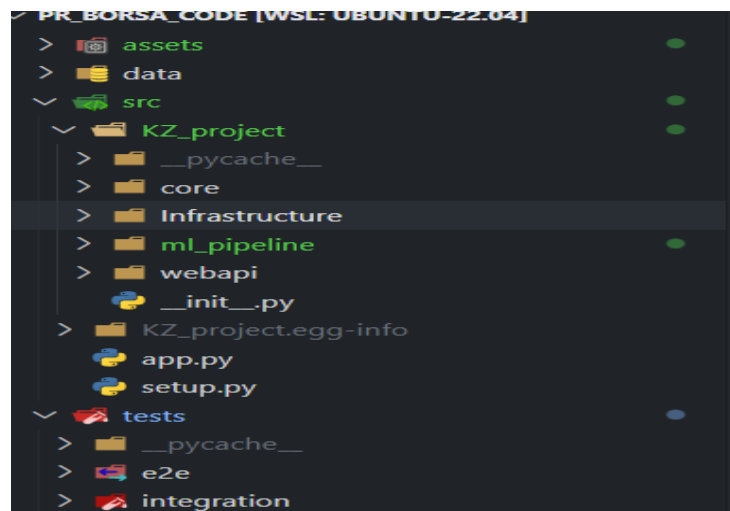 PR_BORSA_CODE [WSL: UBUNTU-22.04]
assets
data
src
KZ_project
__pycache__
core
Infrastructure
ml_pipeline
webapi
__init__.py
KZ_project.egg-info
app.py
setup.py
tests
__pycache__
e2e
integration